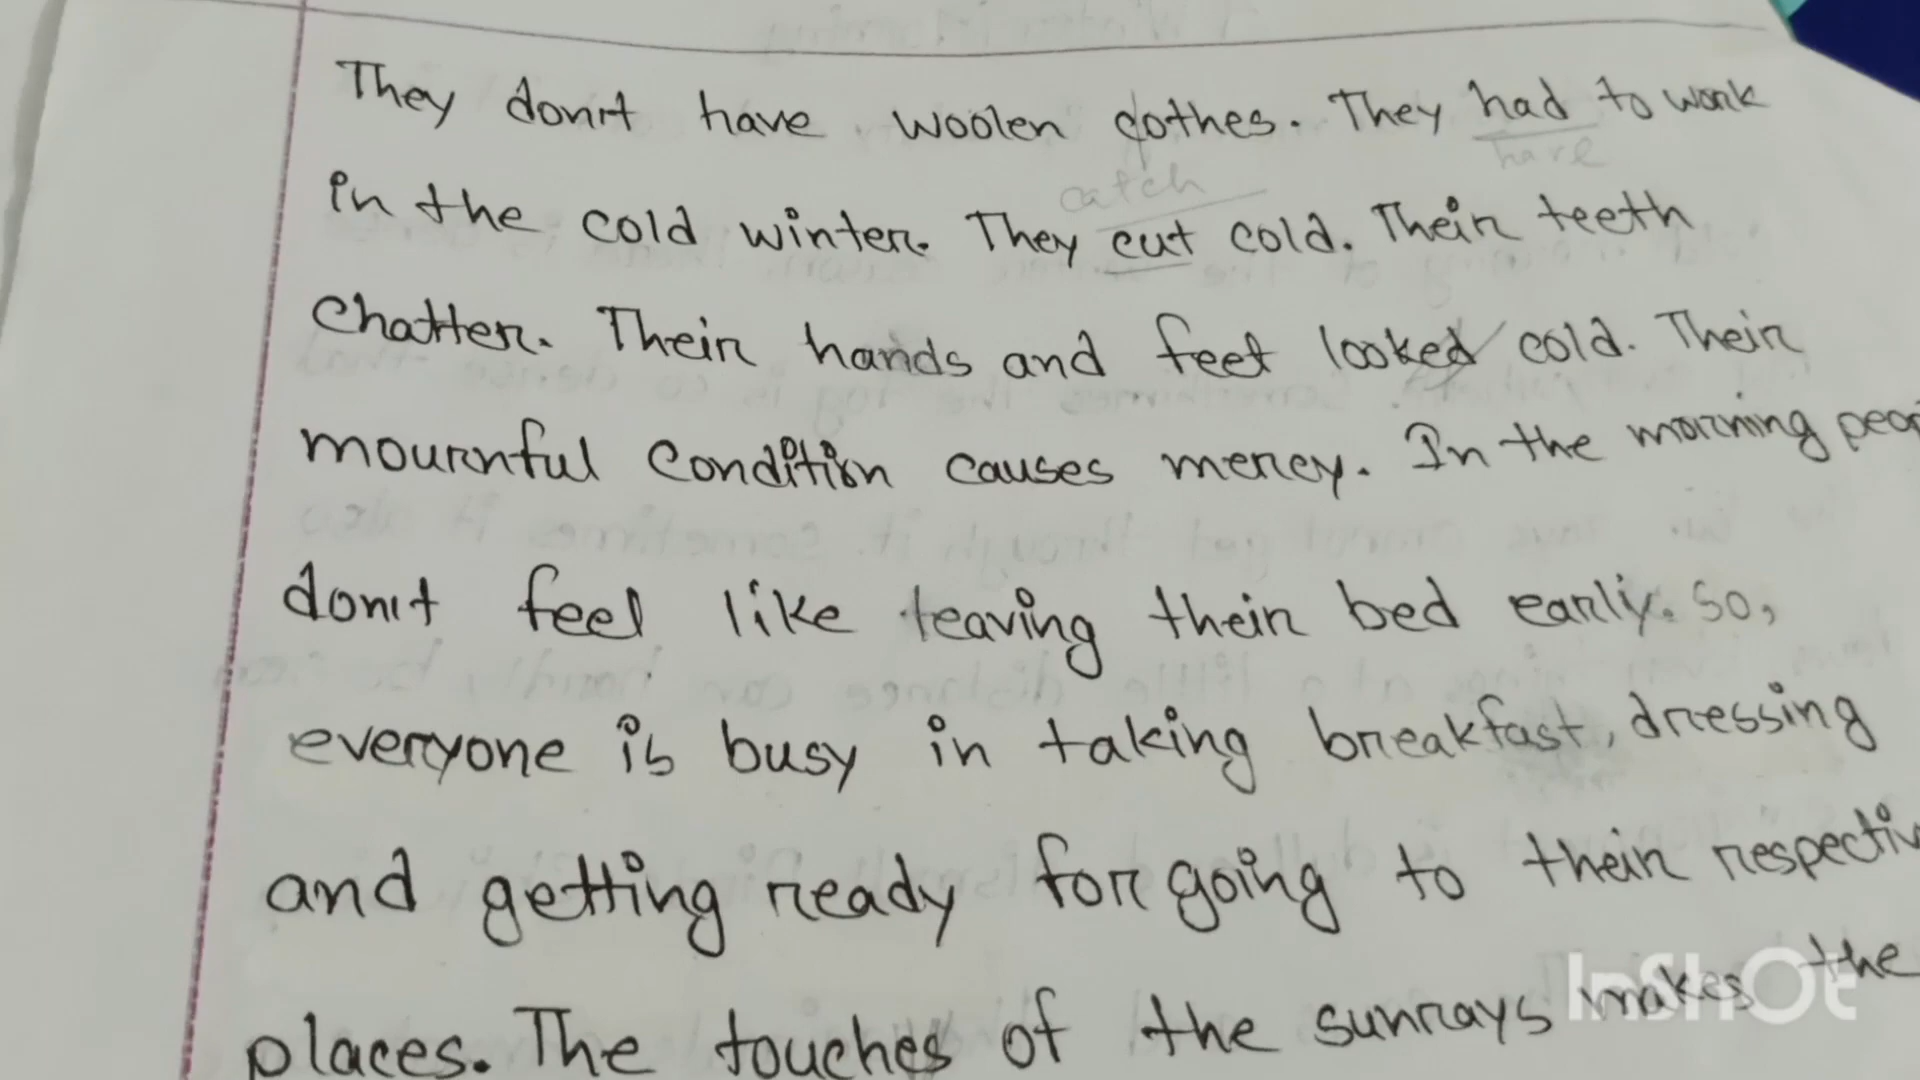 They don't have woolen clothes. They had to work
have
in the cold winter. They cut cold. Their teeth
catch
chatter. Their hands and feet looked cold. Their
mournful condition causes mercy. In the morning
don't feel like leaving their bed early. So,
everyone is busy in taking breakfast, dressing
and getting ready for going to their
places. The touches of the sunrays makes the
InShOt